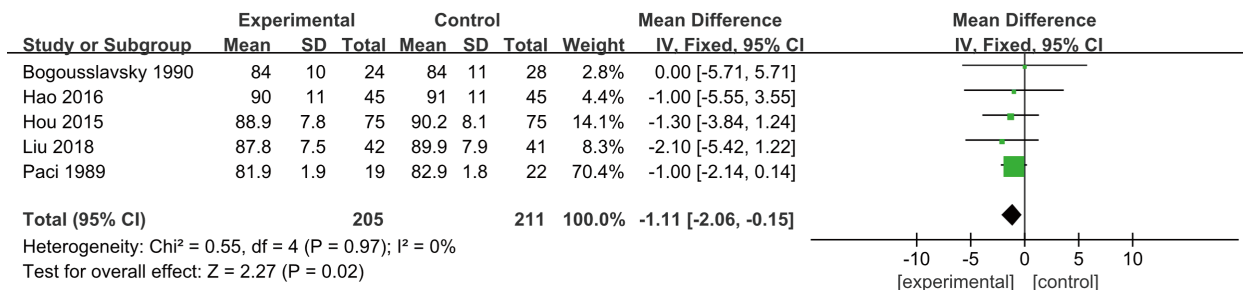 Experimental Control Mean Difference Mean Difference
Study or Subgroup Mean SD Total Mean SD Total Weight IV, Fixed, 95% CI IV, Fixed, 95% CI
Bogousslavsky 1990 84 10 24 84 11 28 2.8% 0.00 [-5.71, 5.71]
Hao 2016 90 11 45 91 11 45 4.4% -1.00 [-5.55, 3.55]
Hou 2015 88.9 7.8 75 90.2 8.1 75 14.1% -1.30 [-3.84, 1.24]
Liu 2018 87.8 7.5 42 89.9 7.9 41 8.3% -2.10 [-5.42, 1.22]
Paci 1989 81.9 1.9 19 82.9 1.8 22 70.4% -1.00 [-2.14, 0.14]
Total (95% CI) 205 211 100.0% -1.11 [-2.06, -0.15]
Heterogeneity: Chi² = 0.55, df = 4 (P = 0.97); I² = 0%
Test for overall effect: Z = 2.27 (P = 0.02)
-10 -5 0 5 10
[experimental] [control]